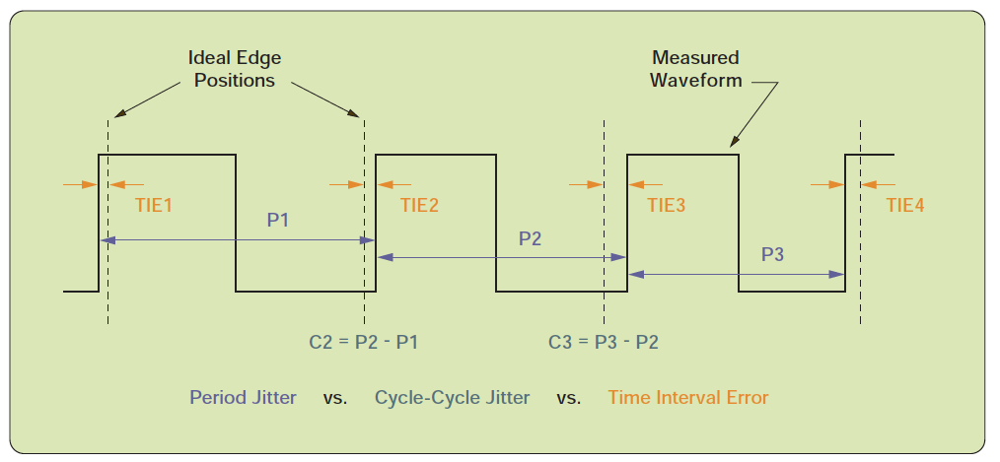 Ideal Edge
Positions
Measured
Waveform
TIE1
TIE2
TIE3
TIE4
P1
P2
P3
C2 = P2 - P1
C3 = P3 - P2
Period Jitter vs. Cycle-Cycle Jitter vs. Time Interval Error